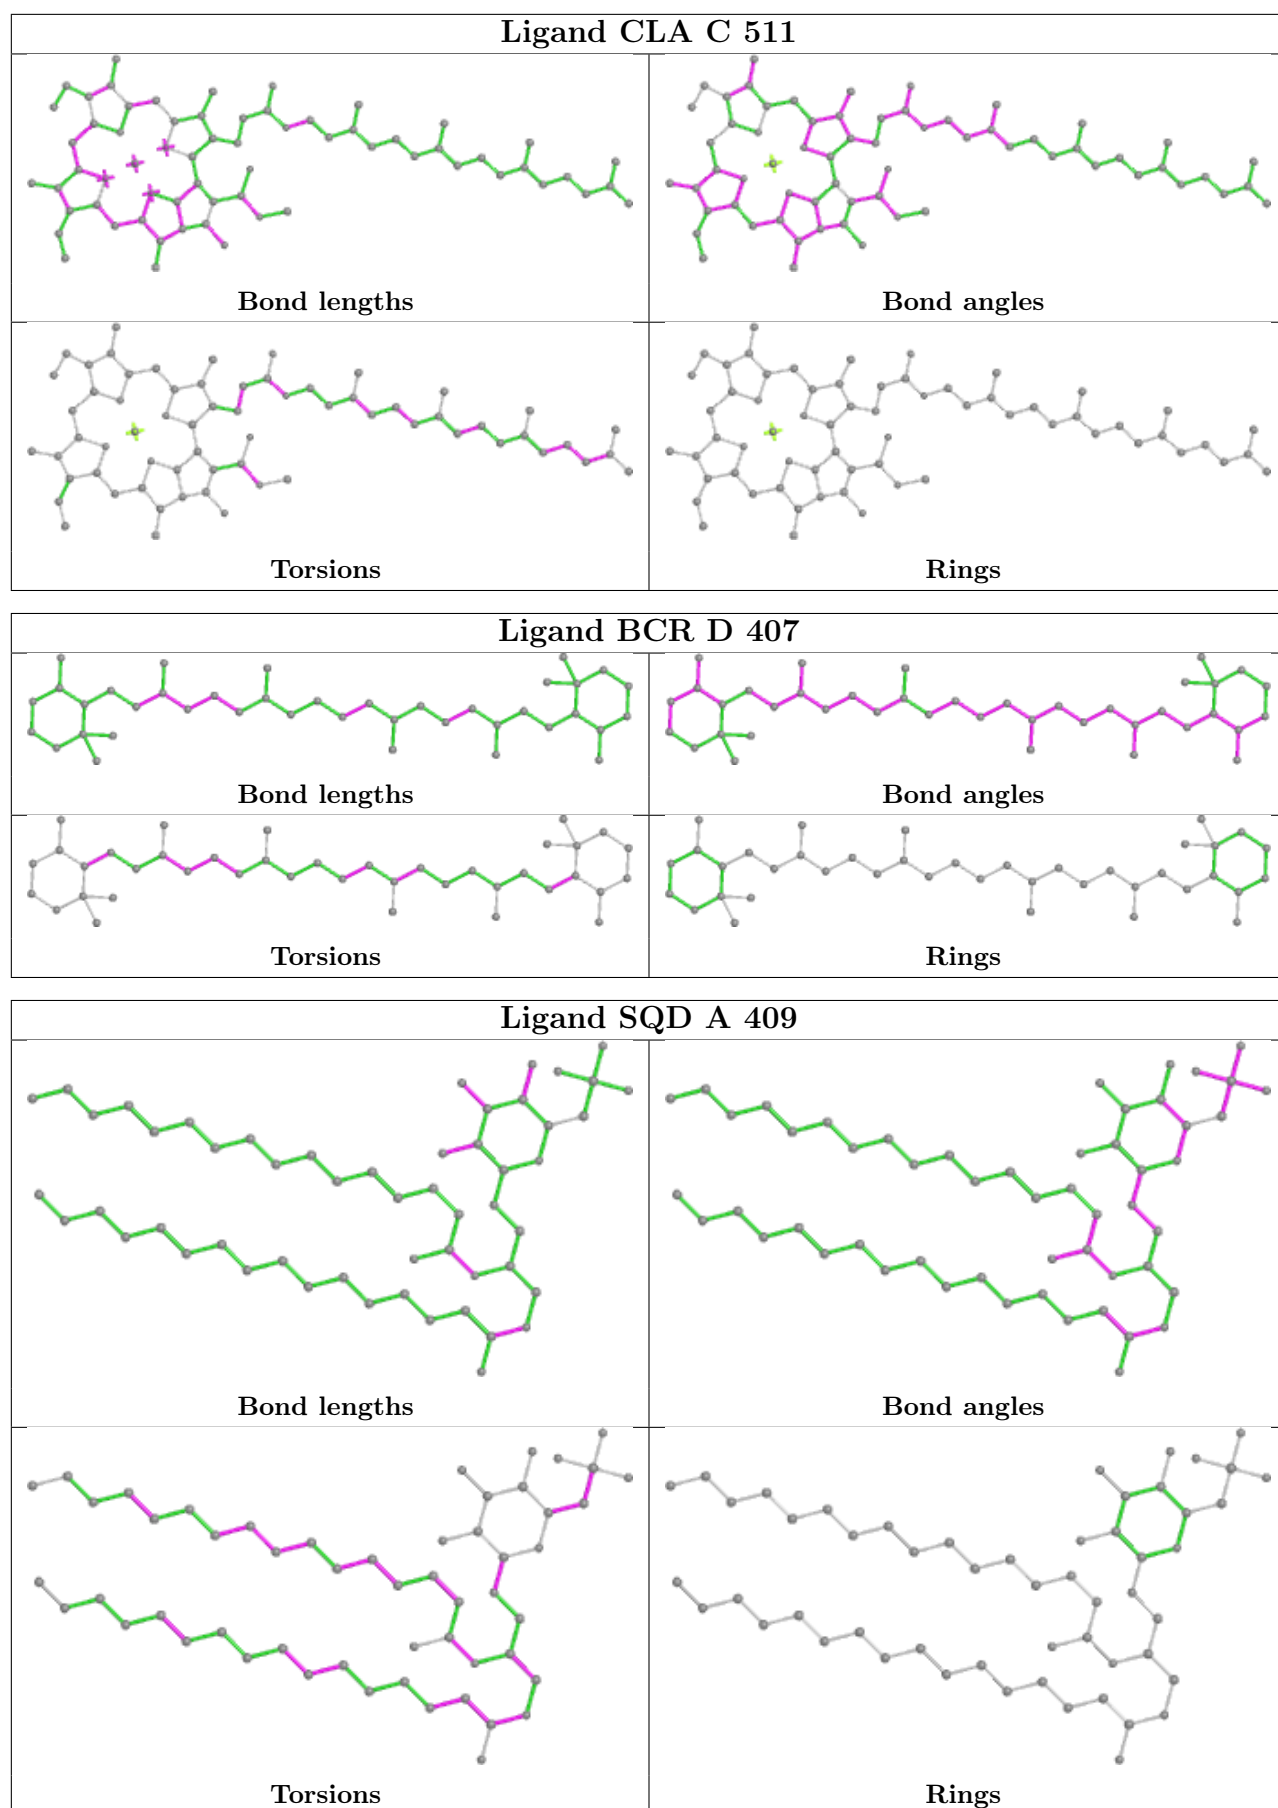 Ligand CLA C 511
Bond lengths
Bond angles
Torsions
Rings
Ligand BCR D 407
Bond lengths
Bond angles
Torsions
Rings
Ligand SQD A 409
Bond lengths
Bond angles
Torsions
Rings